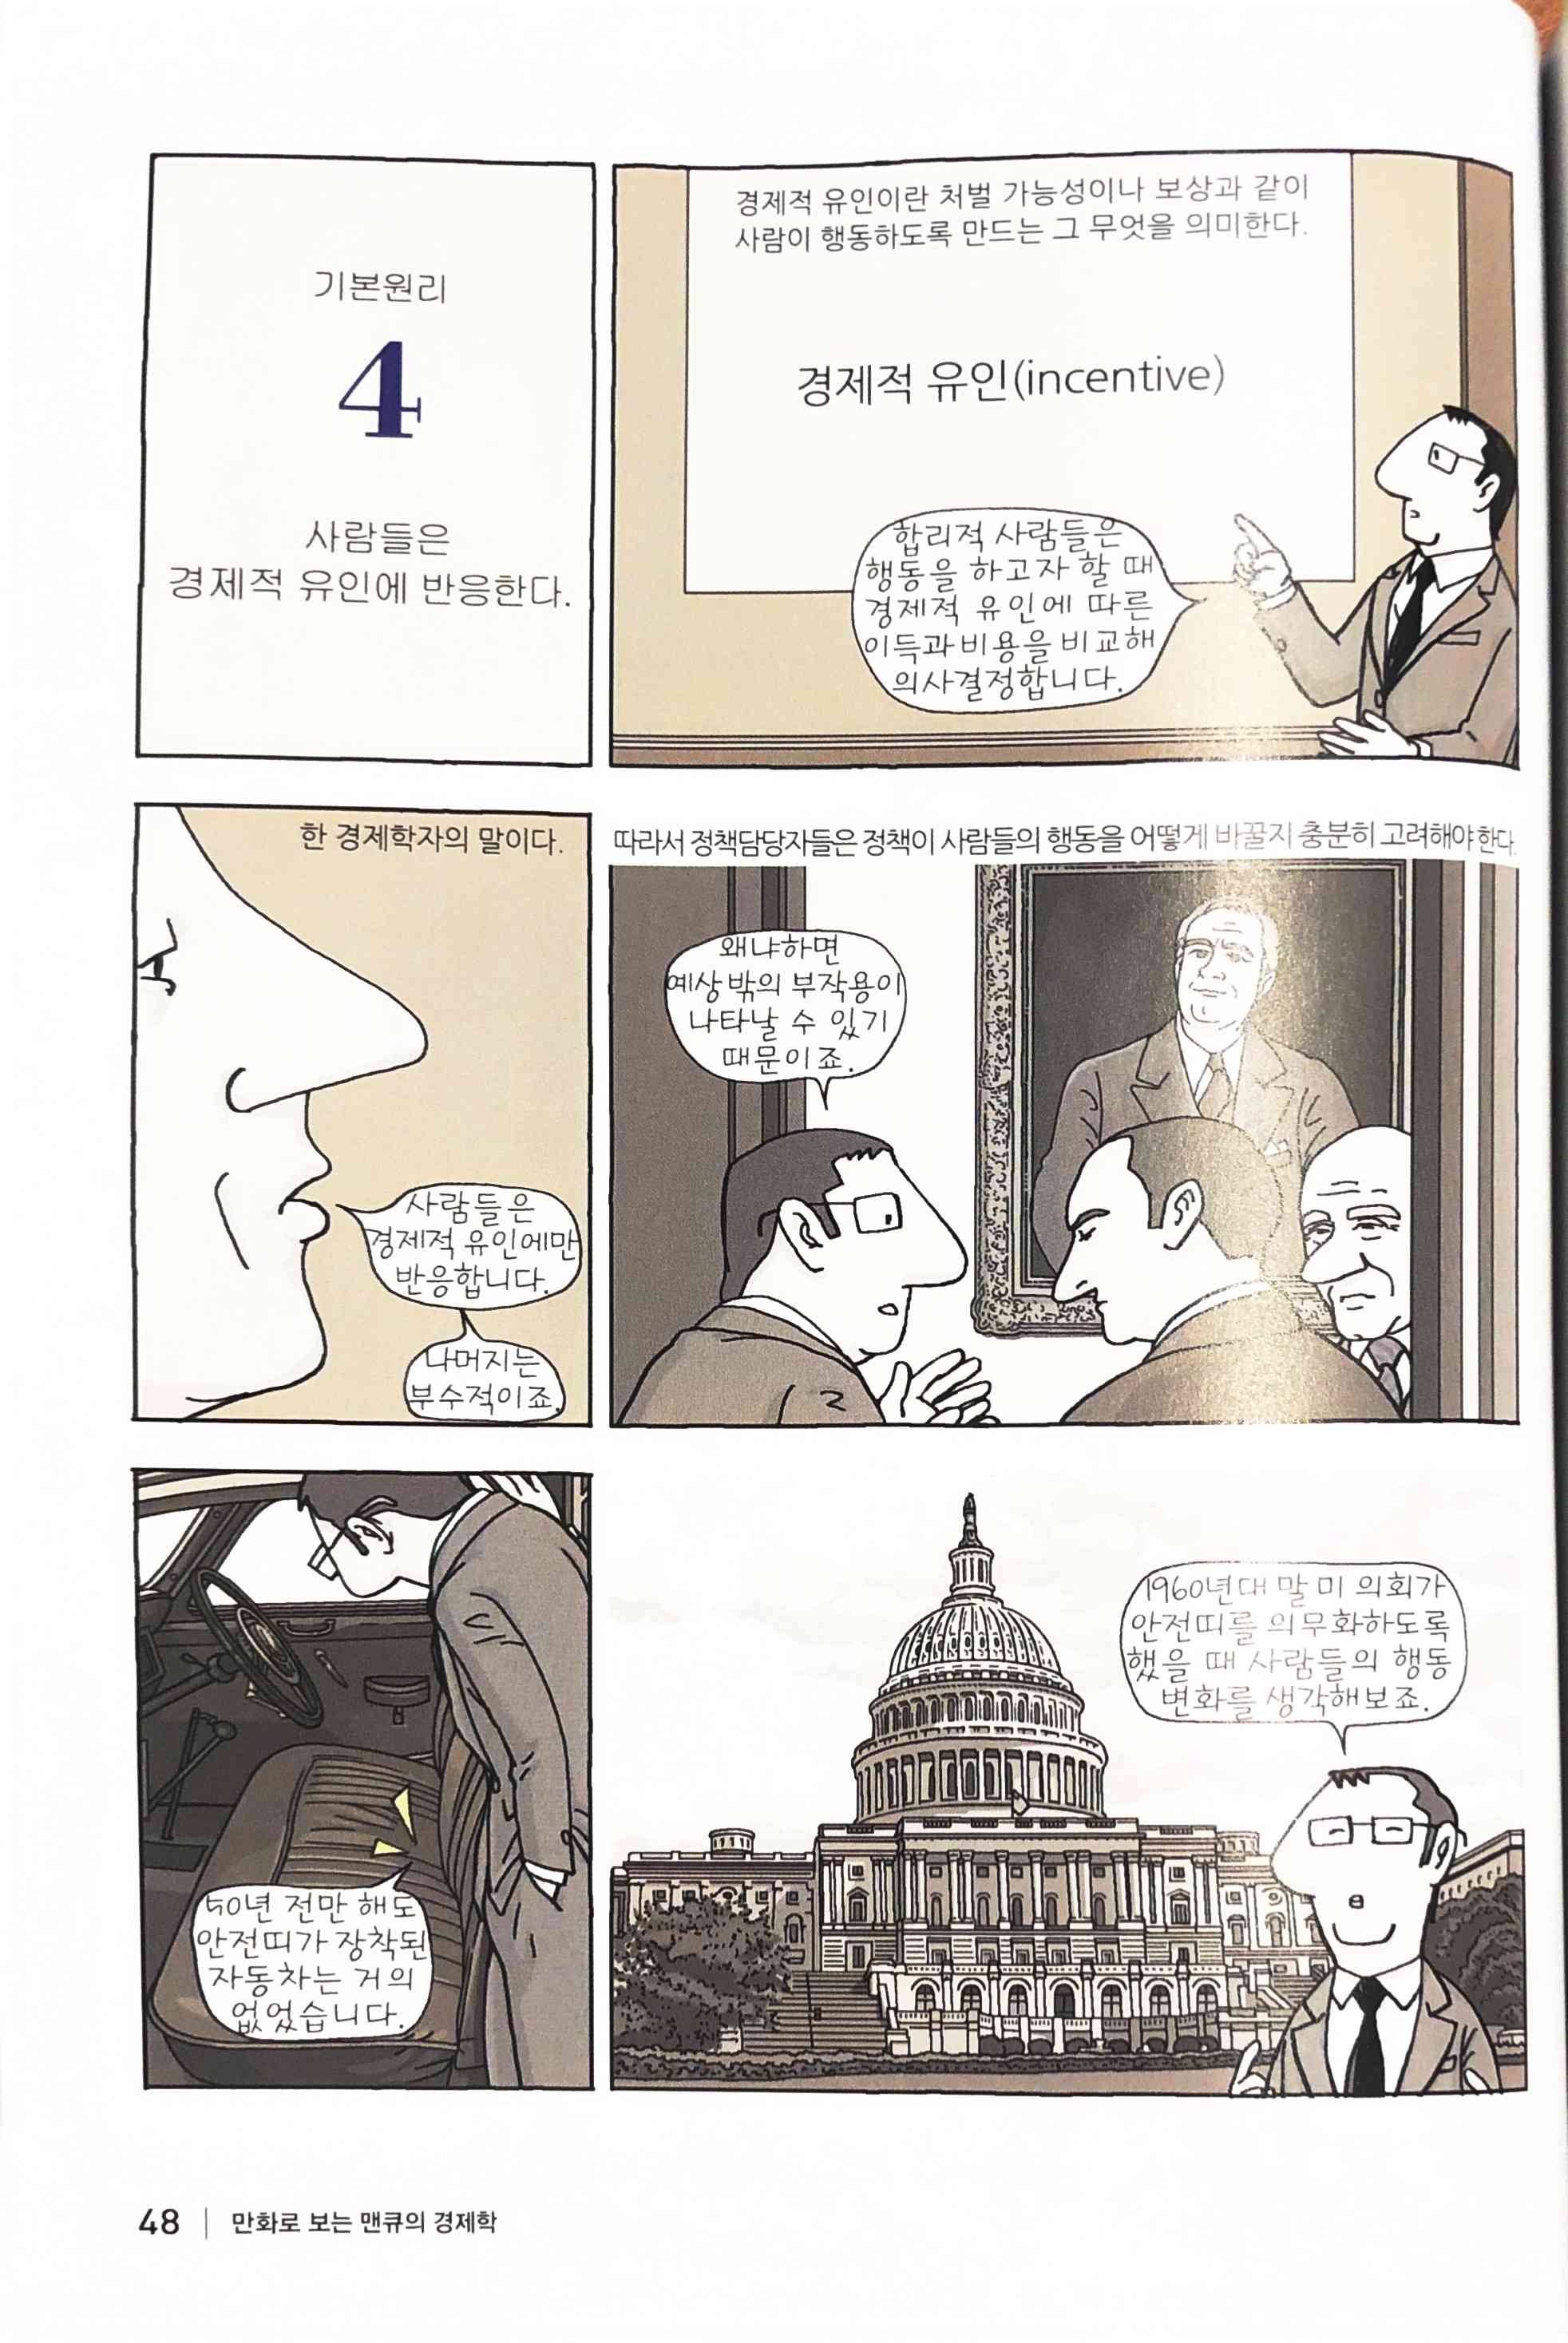 기본원리
4
사람들은
경제적 유인에 반응한다.
경제적 유인이란 처벌 가능성이나 보상과 같이
사람이 행동하도록 만드는 그 무엇을 의미한다.
경제적 유인(incentive)
합리적 사람들은
행동을 하고자 할 때
경제적 유인에 따른
이득과 비용을 비교해
의사결정합니다.
한 경제학자의 말이다.
사람들은
경제적 유인에만
반응합니다.
나머지는
부수적이죠.
따라서 정책담당자들은 정책이 사람들의 행동을 어떻게 바꿀지 충분히 고려해야 한다.
왜냐하면
예상 밖의 부작용이
나타날 수 있기
때문이죠.
50년 전만 해도
안전띠가 장착된
자동차는 거의
없었습니다.
1960년대 말 미 의회가
안전띠를 의무화하도록
했을 때 사람들의 행동
변화를 생각해보죠.
48 | 만화로 보는 맨큐의 경제학